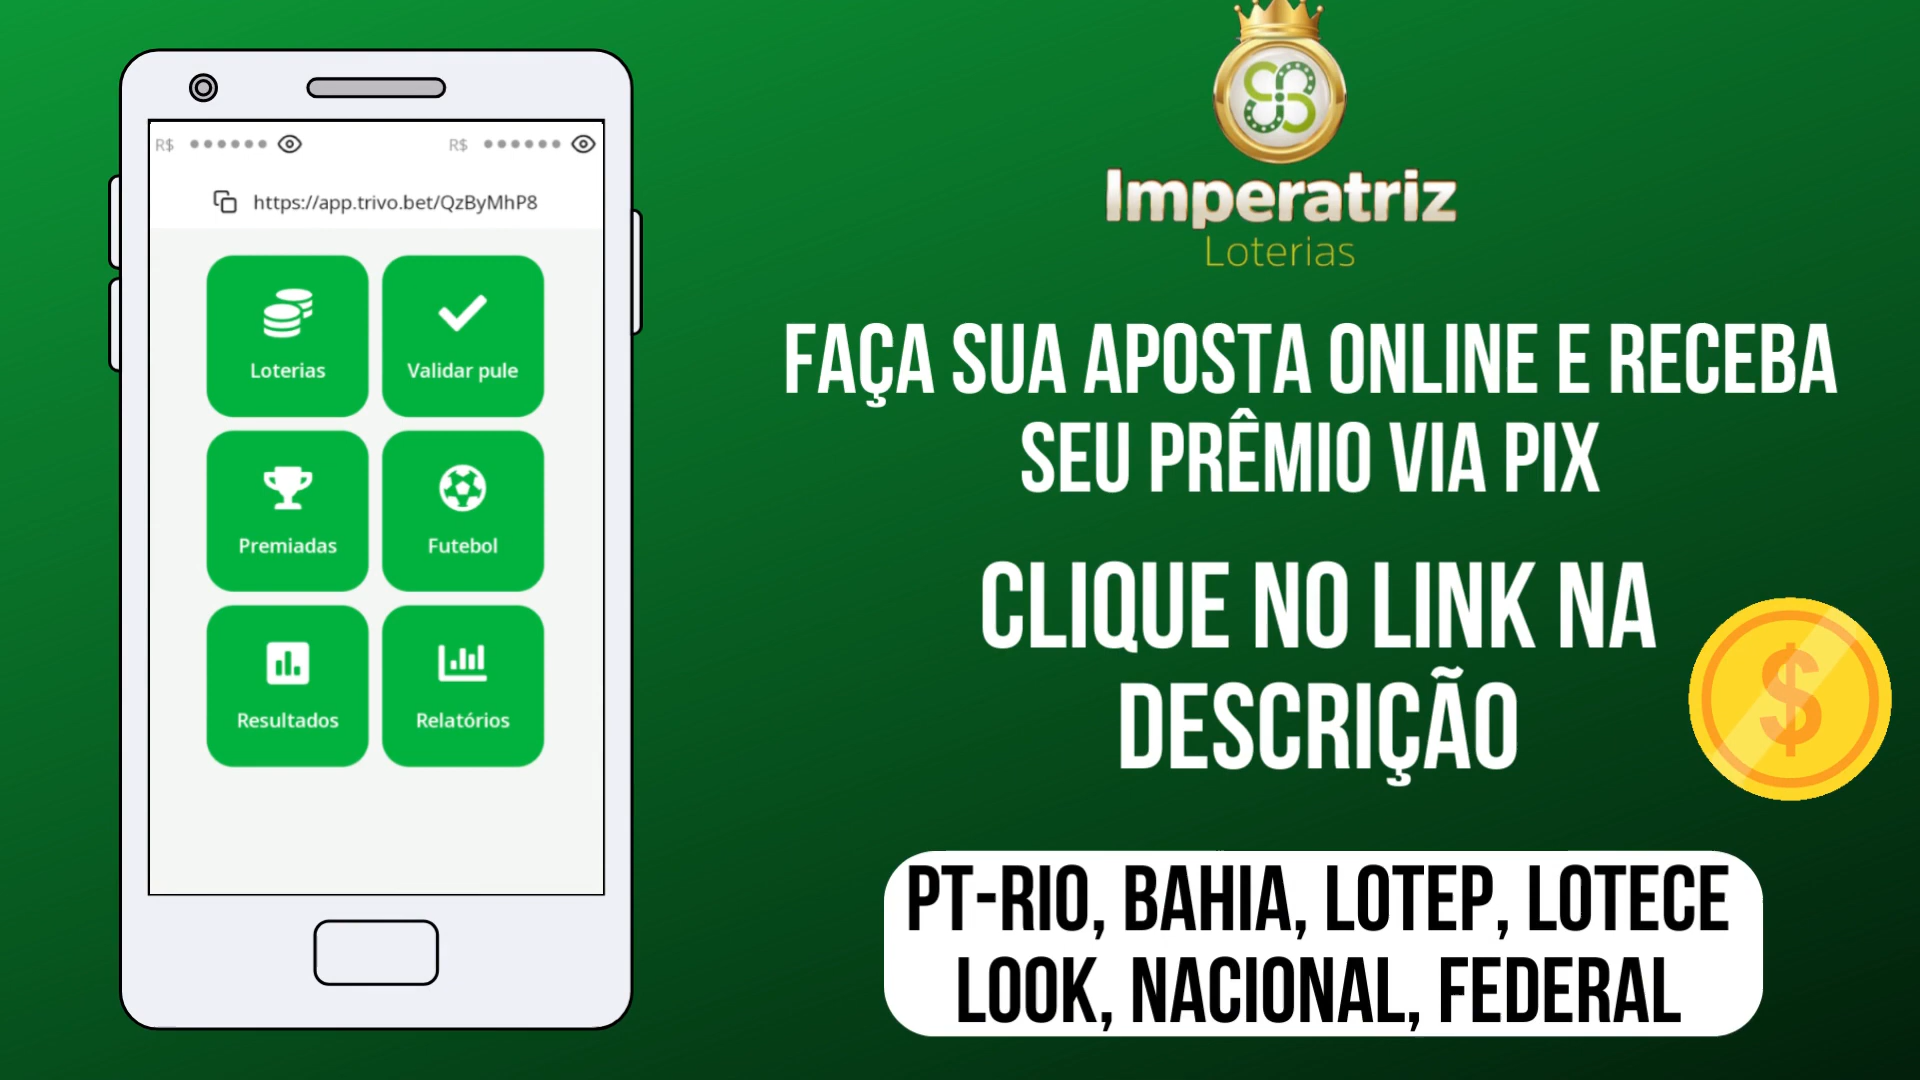 R$ •••••• R$ ••••••
https://app.trivo.bet/QzByMhP8
Loterias
Validar pule
Premiadas
Futebol
Resultados
Relatórios
Imperatriz
Loterias
FAÇA SUA APOSTA ONLINE E RECEBA
SEU PRÊMIO VIA PIX
CLIQUE NO LINK NA
DESCRIÇÃO
$
PT-RIO, BAHIA, LOTEP, LOTECE
LOOK, NACIONAL, FEDERAL